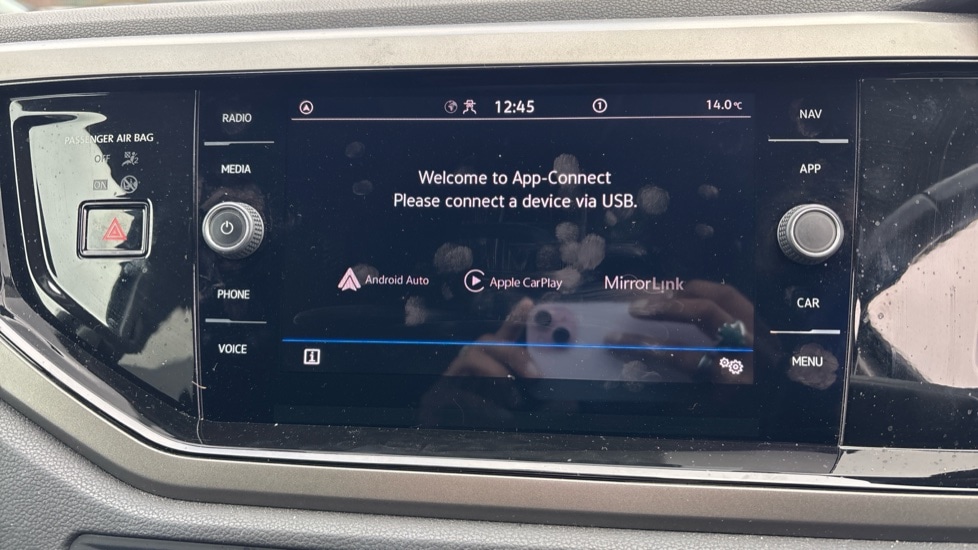 PASSENGER AIR BAG
OFF
ON
RADIO
MEDIA
PHONE
VOICE
12:45
1
14.0°C
Welcome to App-Connect
Please connect a device via USB.
Android Auto
Apple CarPlay
MirrorLink
i
NAV
APP
CAR
MENU